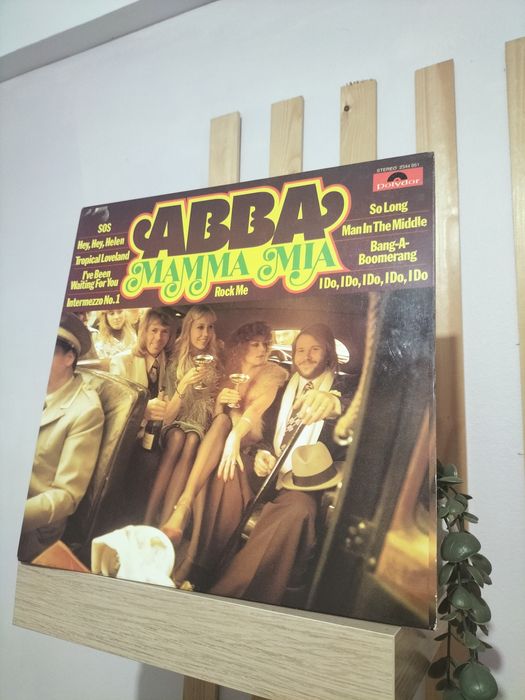 STEREO 2344 061
polydor
ABBA
MAMMA MIA
Rock Me
SOS
Hey, Hey, Helen
Tropical Loveland
I've Been
Waiting For You
Intermezzo No. 1
So Long
Man In The Middle
Bang-A-
Boomerang
I Do, I Do, I Do, I Do, I Do